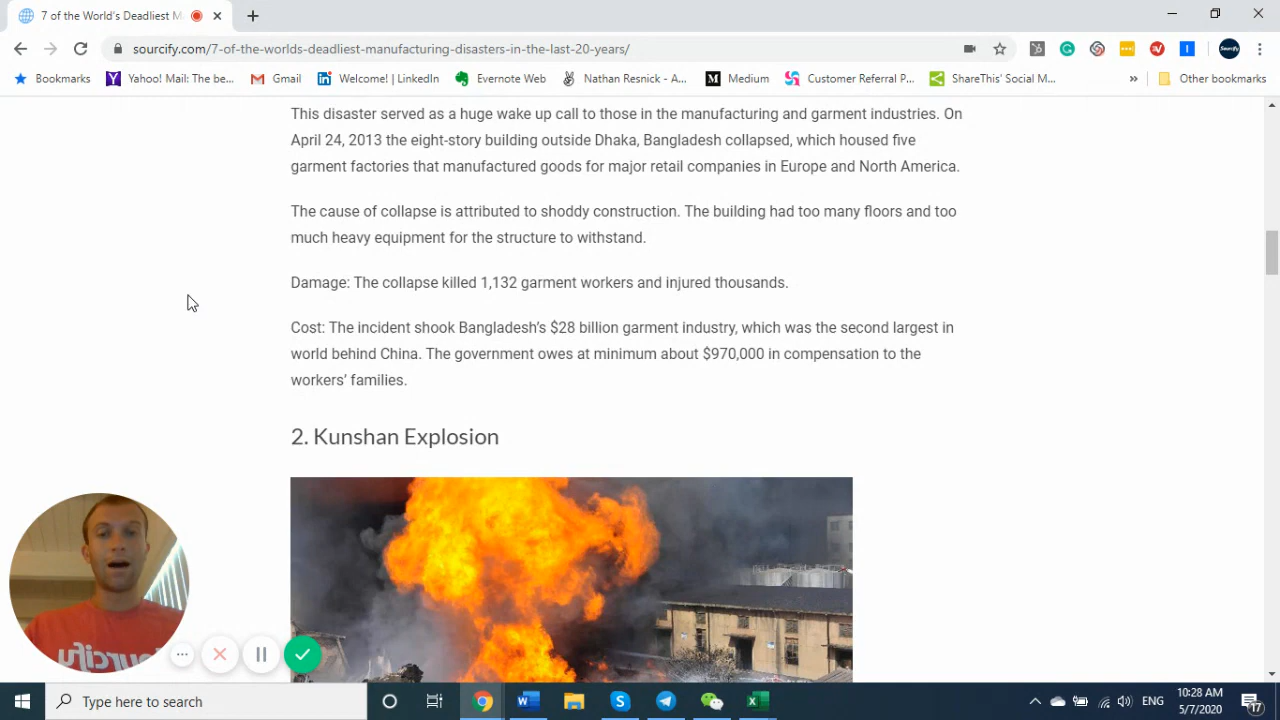 7 of the World's Deadliest M
sourcify.com/7-of-the-worlds-deadliest-manufacturing-disasters-in-the-last-20-years/
Bookmarks Yahoo! Mail: The be... Gmail Welcome! | LinkedIn Evernote Web Nathan Resnick - A... Medium Customer Referral P... ShareThis' Social M... » Other bookmarks
This disaster served as a huge wake up call to those in the manufacturing and garment industries. On
April 24, 2013 the eight-story building outside Dhaka, Bangladesh collapsed, which housed five
garment factories that manufactured goods for major retail companies in Europe and North America.
The cause of collapse is attributed to shoddy construction. The building had too many floors and too
much heavy equipment for the structure to withstand.
Damage: The collapse killed 1,132 garment workers and injured thousands.
Cost: The incident shook Bangladesh's $28 billion garment industry, which was the second largest in
world behind China. The government owes at minimum about $970,000 in compensation to the
workers' families.
2. Kunshan Explosion
Type here to search
ENG
10:28 AM
5/7/2020
17